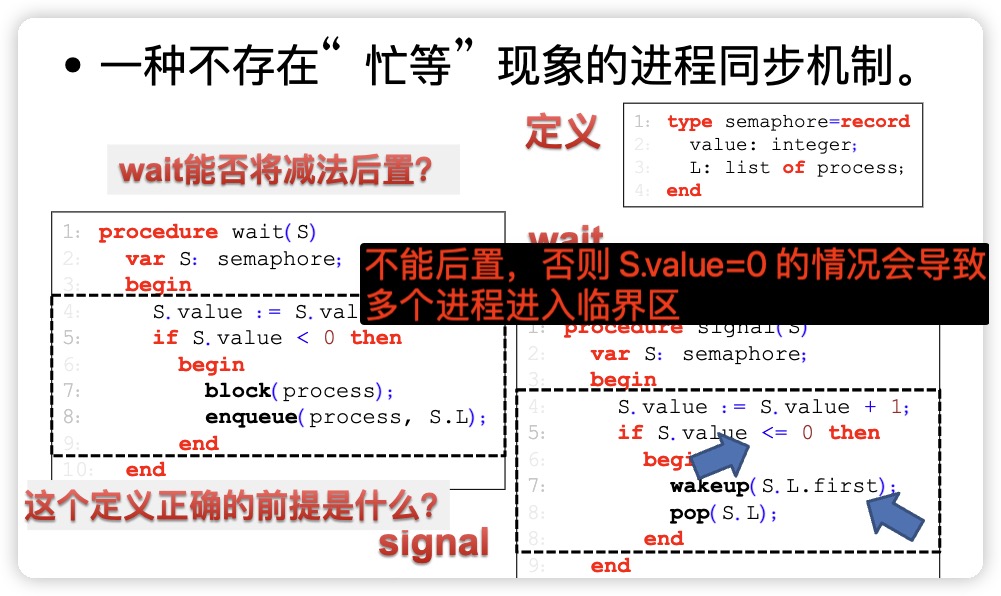 • 一种不存在“忙等”现象的进程同步机制。
定义
1: type semaphore=record
2: value: integer;
3: L: list of process;
4: end
wait能否将减法后置？
wait
1: procedure wait(S)
2: var S: semaphore;
3: begin
4: S.value := S.val
5: if S.value < 0 then
6: begin
7: block(process);
8: enqueue(process, S.L);
9: end
10: end
不能后置，否则 S.value=0 的情况会导致
多个进程进入临界区
1: procedure signal(S)
2: var S: semaphore;
3: begin
4: S.value := S.value + 1;
5: if S.value <= 0 then
6: begi
7: wakeup(S.L.first);
8: pop(S.L);
8: end
9: end
这个定义正确的前提是什么？
signal